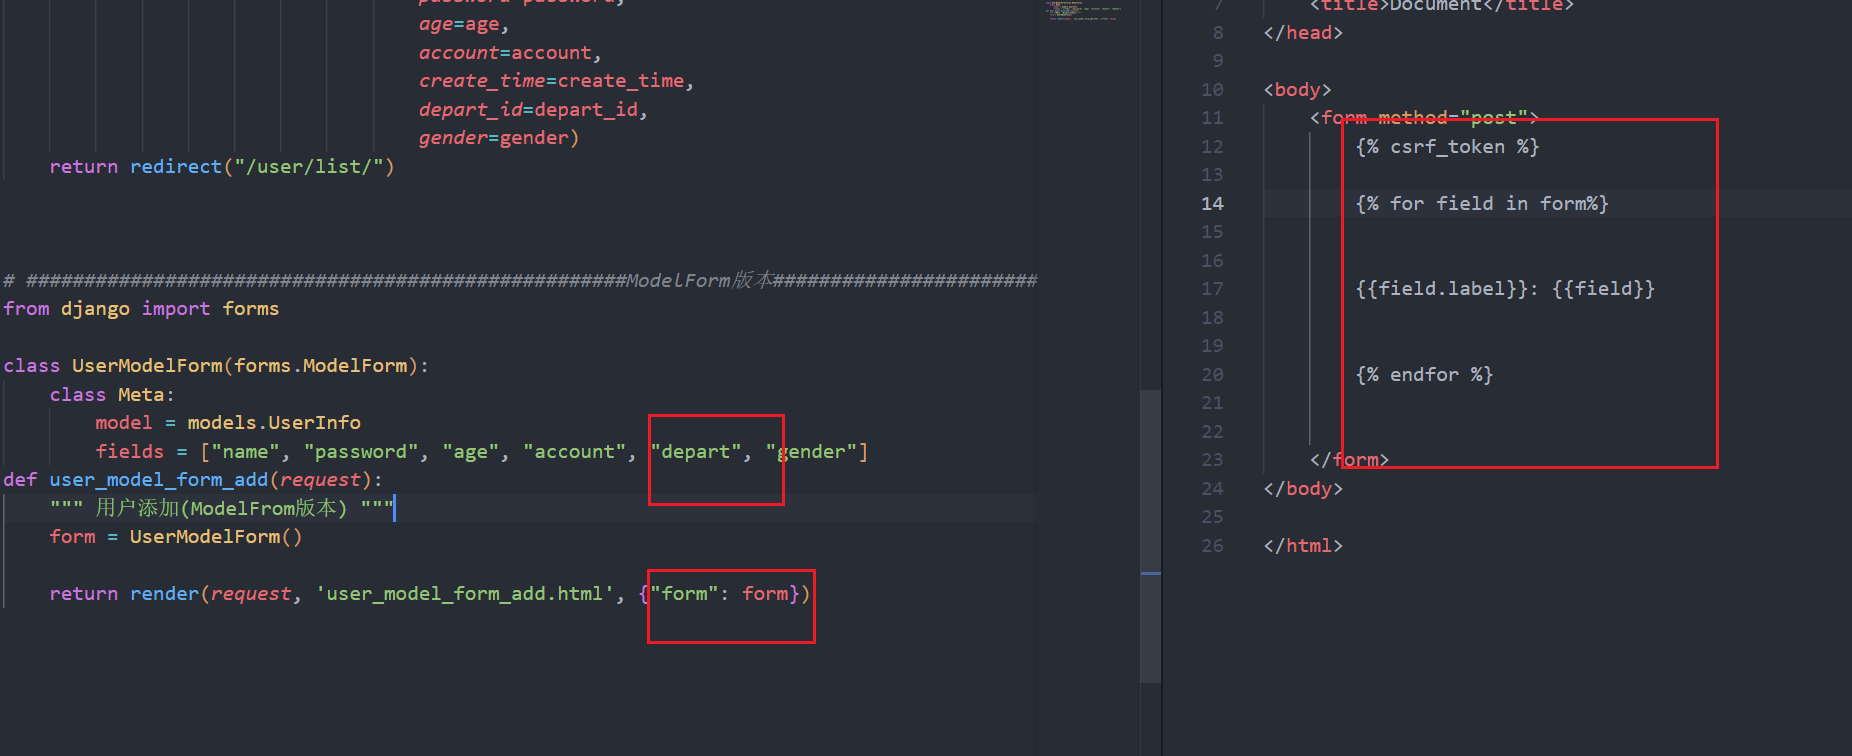 age=age,
account=account,
create_time=create_time,
depart_id=depart_id,
gender=gender)
return redirect("/user/list/")
# ####################################################ModelForm版本#######################
from django import forms
class UserModelForm(forms.ModelForm):
class Meta:
model = models.UserInfo
fields = ["name", "password", "age", "account", "depart", "gender"]
def user_model_form_add(request):
""" 用户添加(ModelFrom版本) """
form = UserModelForm()
return render(request, 'user_model_form_add.html', {"form": form})
7 <title>Document</title>
8 </head>
9
10 <body>
11 <form method="post">
12 {% csrf_token %}
13
14 {% for field in form%}
15
16
17 {{field.label}}: {{field}}
18
19
20 {% endfor %}
21
22
23 </form>
24 </body>
25
26 </html>